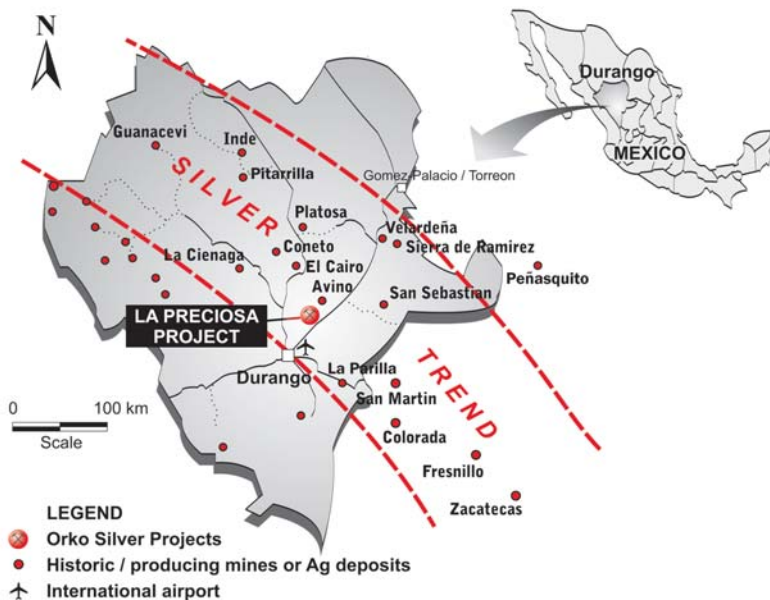 N
Durango
MEXICO
Guanacevi
Inde
Pitarrilla
Gomez-Palacio / Torreon
SILVER
Platosa
Velardeña
Sierra de Ramirez
Coneto
La Cienaga
El Cairo
Peñasquito
Avino
San Sebastian
LA PRECIOSA
PROJECT
TREND
Durango
La Parilla
San Martin
0 100 km
Scale
Colorada
Fresnillo
Zacatecas
LEGEND
Orko Silver Projects
Historic / producing mines or Ag deposits
International airport